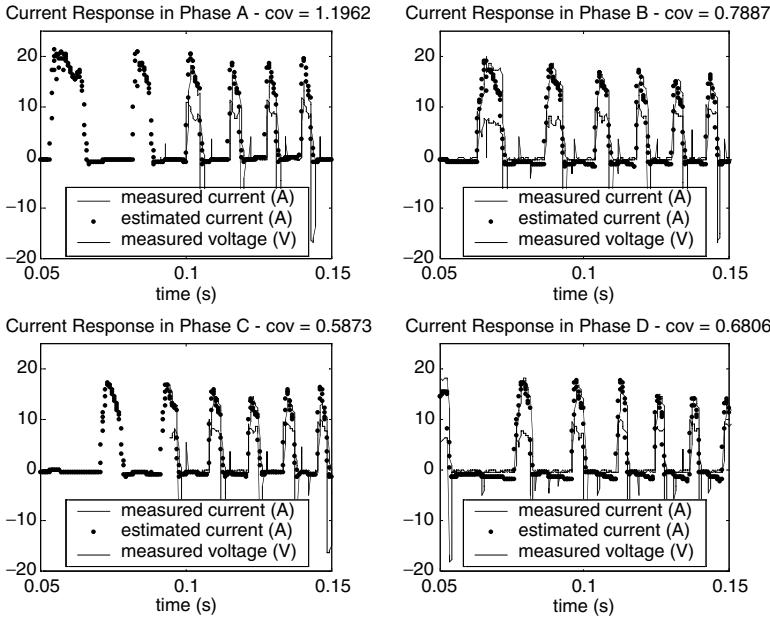 Current Response in Phase A - cov = 1.1962
20
10
0
−10
−20
measured current (A)
estimated current (A)
measured voltage (V)
0.05
0.1
0.15
time (s)
Current Response in Phase B - cov = 0.7887
20
10
0
−10
−20
measured current (A)
estimated current (A)
measured voltage (V)
0.05
0.1
0.15
time (s)
Current Response in Phase C - cov = 0.5873
20
10
0
−10
−20
measured current (A)
estimated current (A)
measured voltage (V)
0.05
0.1
0.15
time (s)
Current Response in Phase D - cov = 0.6806
20
10
0
−10
−20
measured current (A)
estimated current (A)
measured voltage (V)
0.05
0.1
0.15
time (s)